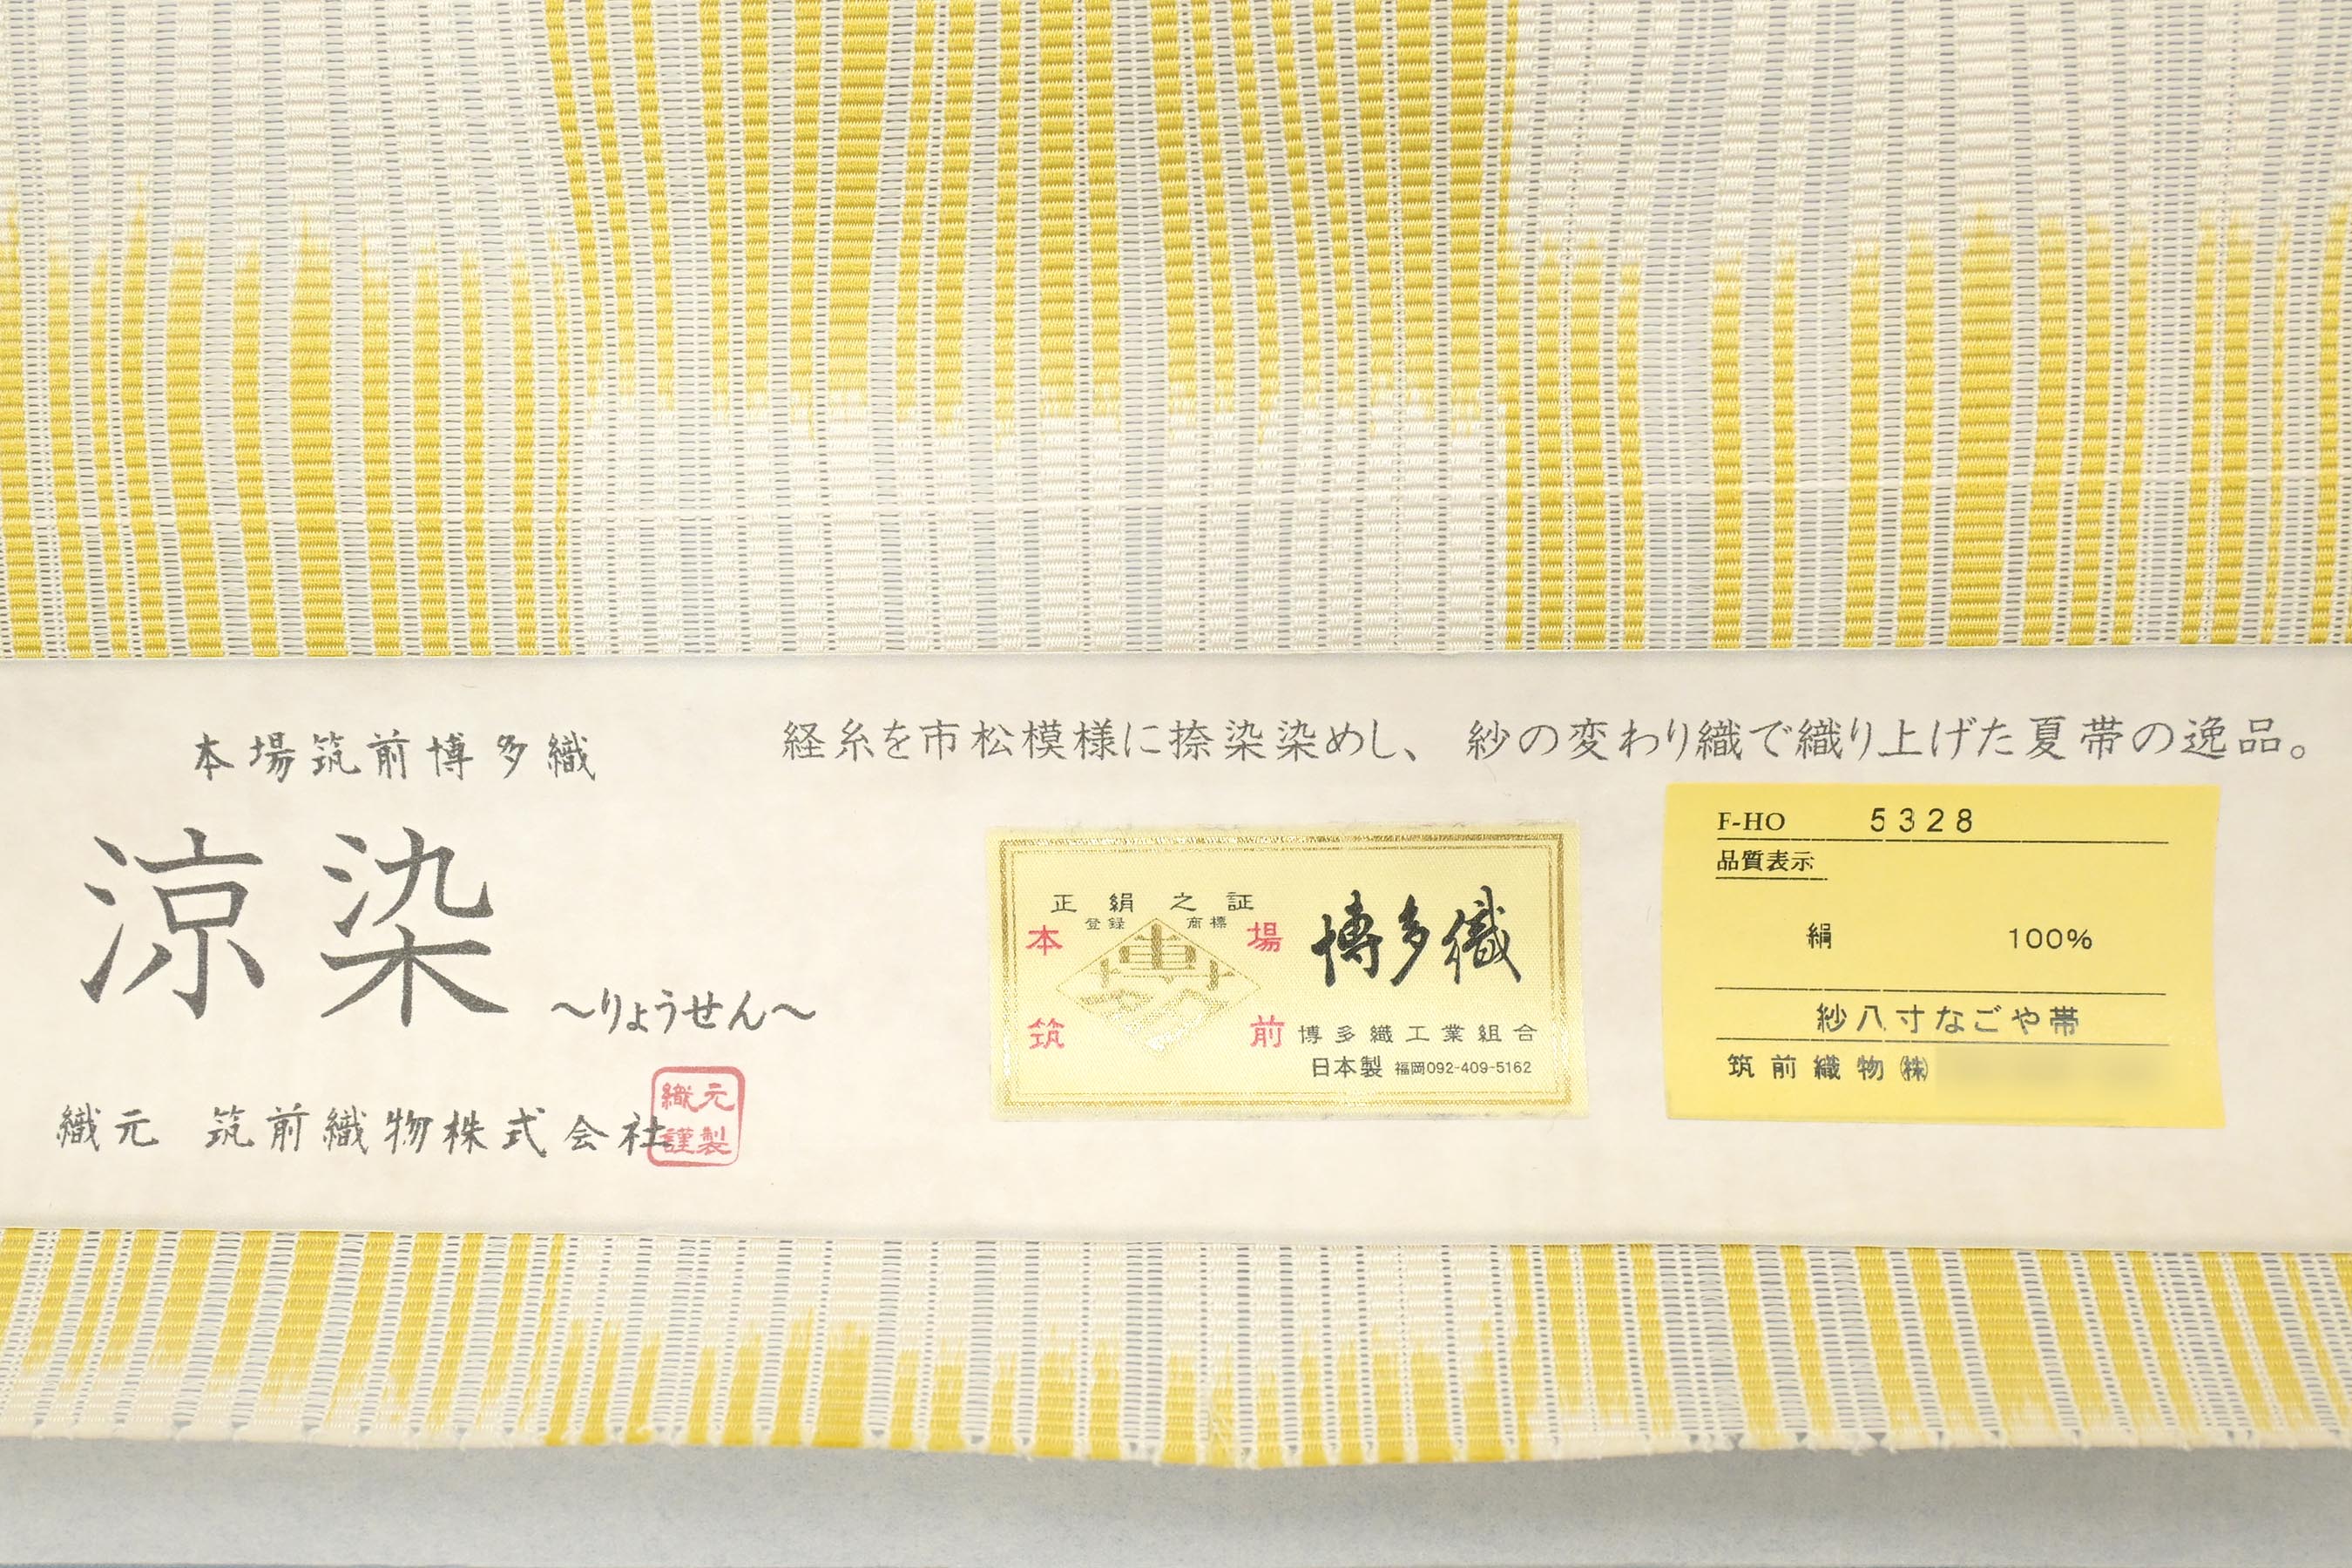 本場筑前博多織
涼染
～りょうせん～
織元 筑前織物株式会社
織元
謹製
経糸を市松模様に捺染染めし、紗の変わり織で織り上げた夏帯の逸品。
正絹之証
登録商標
本場
筑前
博多
博多織
博多織工業組合
日本製 福岡092-409-5162
F-HO 5328
品質表示
絹 100%
紗八寸なごや帯
筑前織物㈱